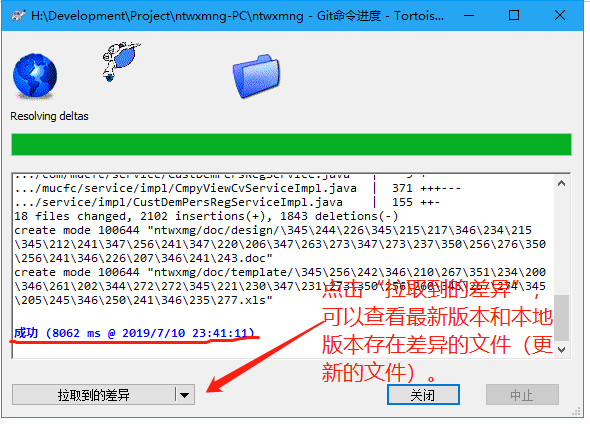 H:\Development\Project\ntwxmng-PC\ntwxmng - Git命令进度 - Tortois...
Resolving deltas
18 files changed, 2102 insertions(+), 1843 deletions(-)
.../mucfc/service/impl/CmpyViewCvServiceImpl.java | 371 +++---
.../service/impl/CustDemPersRegServiceImpl.java | 155 ++-
create mode 100644 "ntwxmg/doc/design/\345\244\226\345\215\217\346\234\215
\345\212\241\347\256\241\347\220\206\347\263\273\347\273\237\350\256\276\350
\256\241\346\226\207\346\241\243.doc"
create mode 100644 "ntwxmg/doc/template/\345\256\242\346\210\267\351\234\200
\346\261\202\344\272\272\345\221\230\347\231
\205\345\256\241\346\235\277.xls"
成功 (8062 ms @ 2019/7/10 23:41:11)
点击“拉取到的差异”，
可以查看最新版本和本地
版本存在差异的文件（更
新的文件）。
拉取到的差异
关闭
中止